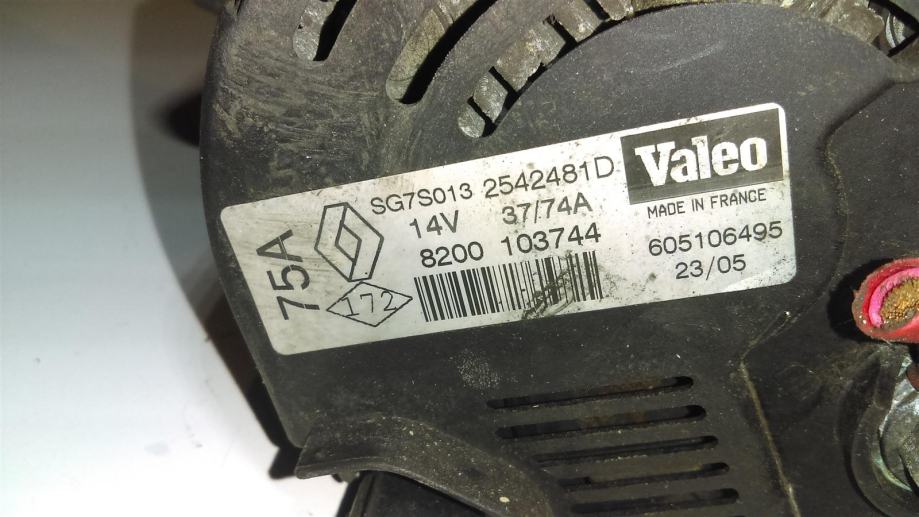 75A
SG7S013 2542481D
14V 37/74A
8200 103744
172
Valeo
MADE IN FRANCE
605106495
23/05